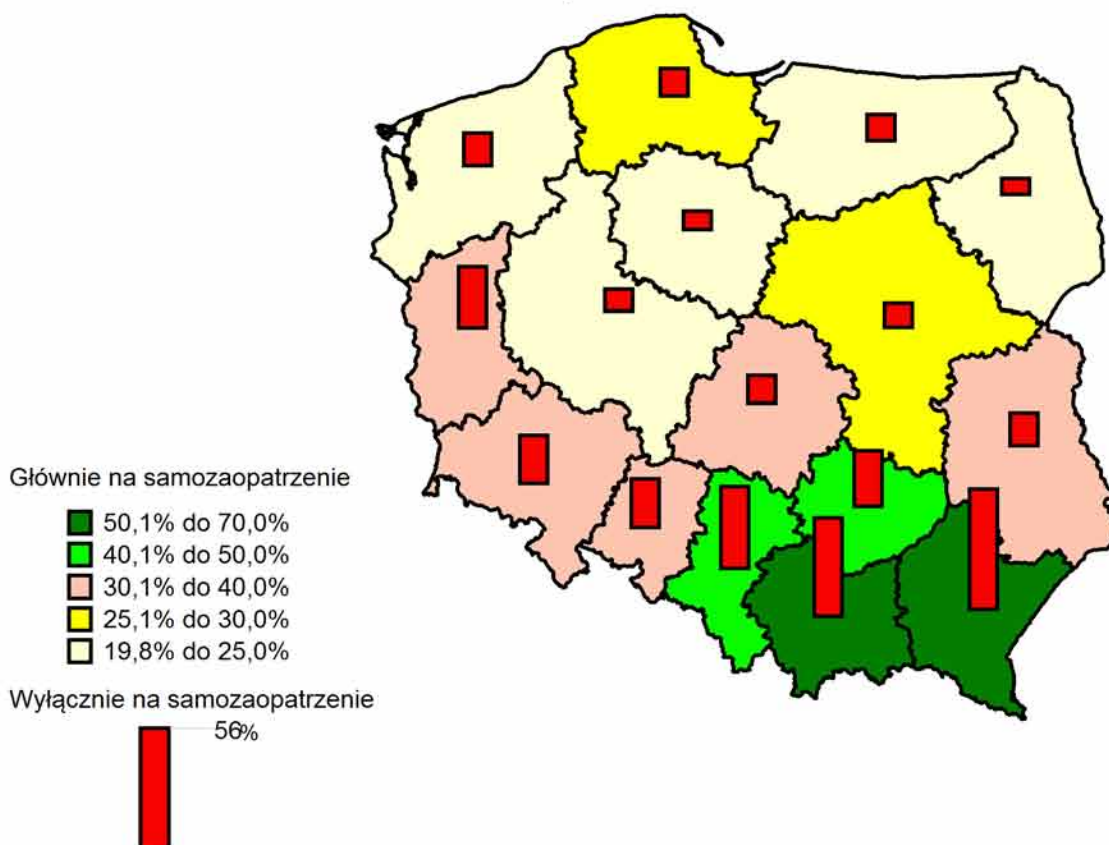 Głównie na samozaopatrzenie
50,1% do 70,0%
40,1% do 50,0%
30,1% do 40,0%
25,1% do 30,0%
19,8% do 25,0%
Wyłącznie na samozaopatrzenie
56%